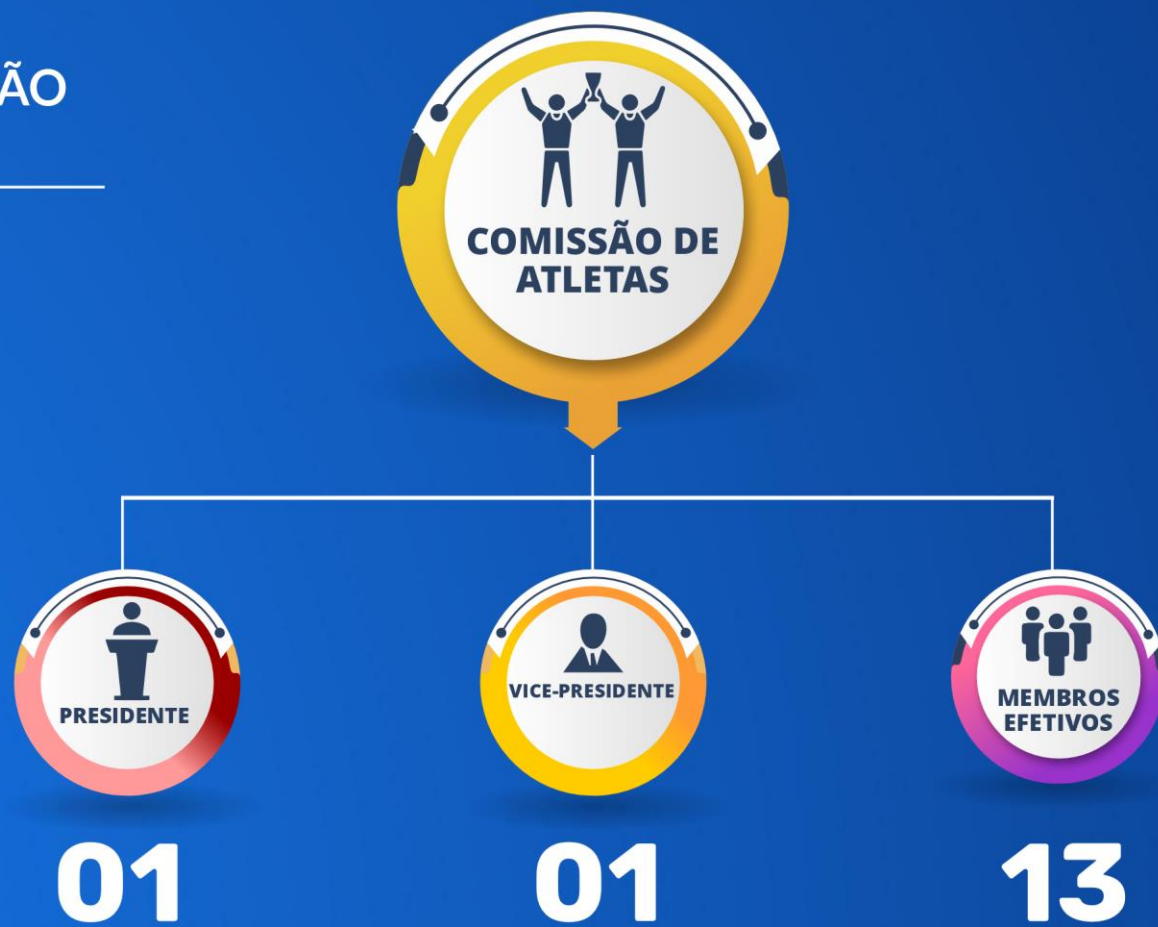 ÃO
COMISSÃO DE
ATLETAS
PRESIDENTE
VICE-PRESIDENTE
MEMBROS
EFETIVOS
01
01
13